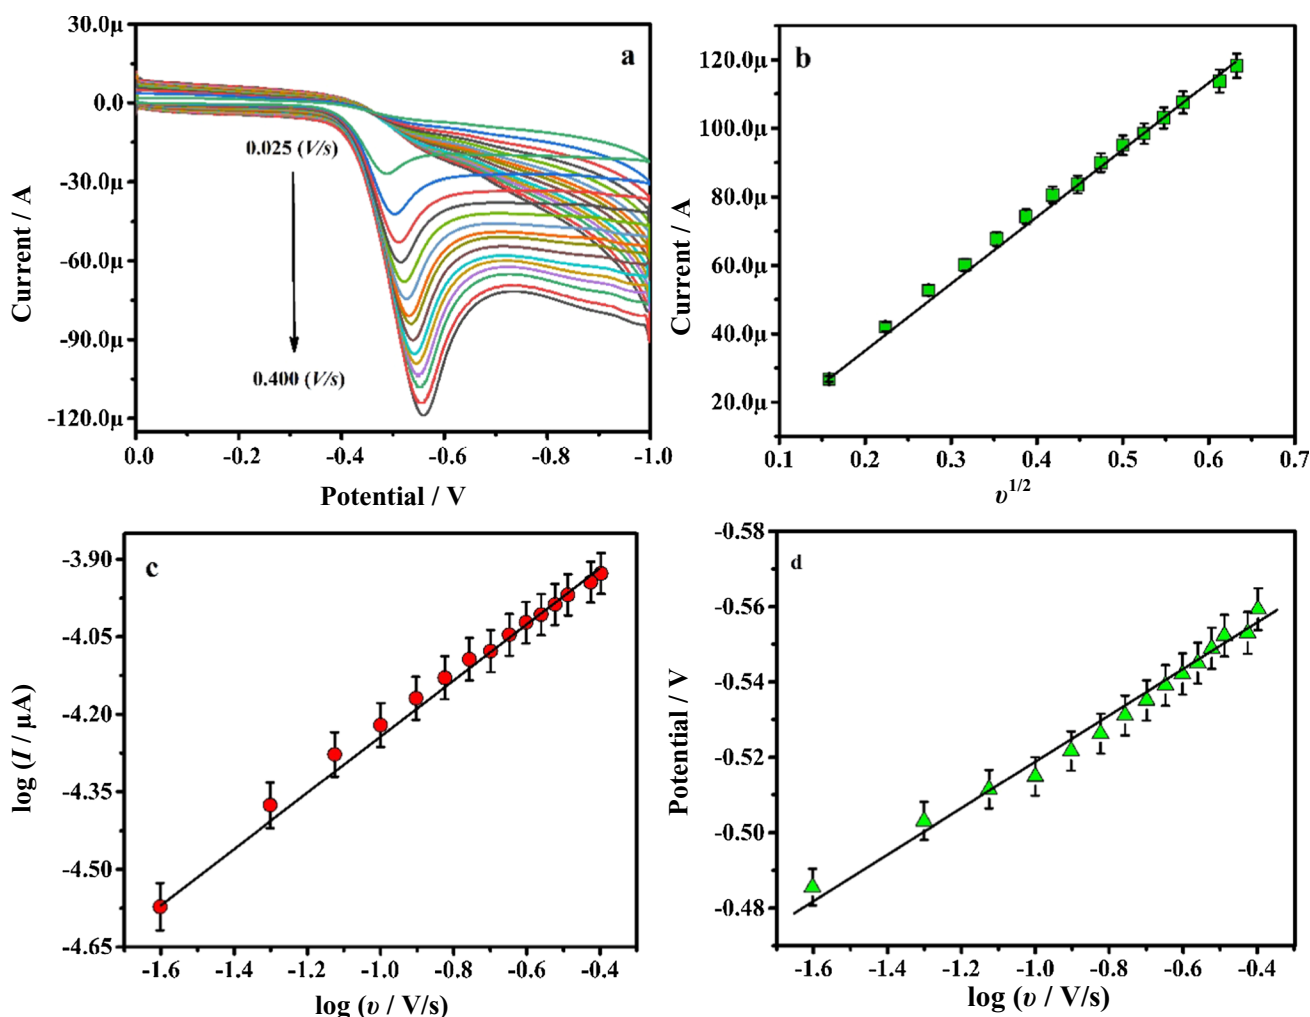 a
30.0µ
0.0
-30.0µ
-60.0µ
-90.0µ
-120.0µ
Current / A
0.025 (V/s)
0.400 (V/s)
0.0 -0.2 -0.4 -0.6 -0.8 -1.0
Potential / V
b
120.0µ
100.0µ
80.0µ
60.0µ
40.0µ
20.0µ
Current / A
0.1 0.2 0.3 0.4 0.5 0.6 0.7
υ1/2
c
-3.90
-4.05
-4.20
-4.35
-4.50
-4.65
log (I / µA)
-1.6 -1.4 -1.2 -1.0 -0.8 -0.6 -0.4
log (υ / V/s)
d
-0.58
-0.56
-0.54
-0.52
-0.50
-0.48
Potential / V
-1.6 -1.4 -1.2 -1.0 -0.8 -0.6 -0.4
log (υ / V/s)